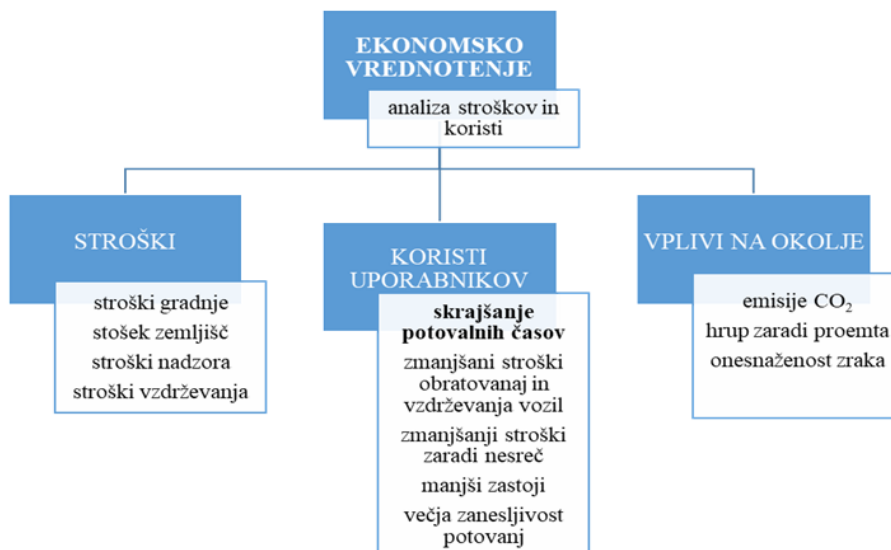 EKONOMSKO
VREDNOTENJE
analiza stroškov in
koristi
STROŠKI
stroški gradnje
stošek zemljišč
stroški nadzora
stroški vzdrževanja
KORISTI
UPORABNIKOV
skrajšanje
potovalnih časov
zmanjšani stroški
obratovanaj in
vzdrževanja vozil
zmanjšanji stroški
zaradi nesreč
manjši zastoji
večja zanesljivost
potovanj
VPLIVI NA OKOLJE
emisije CO₂
hrup zaradi proemta
onesnaženost zraka